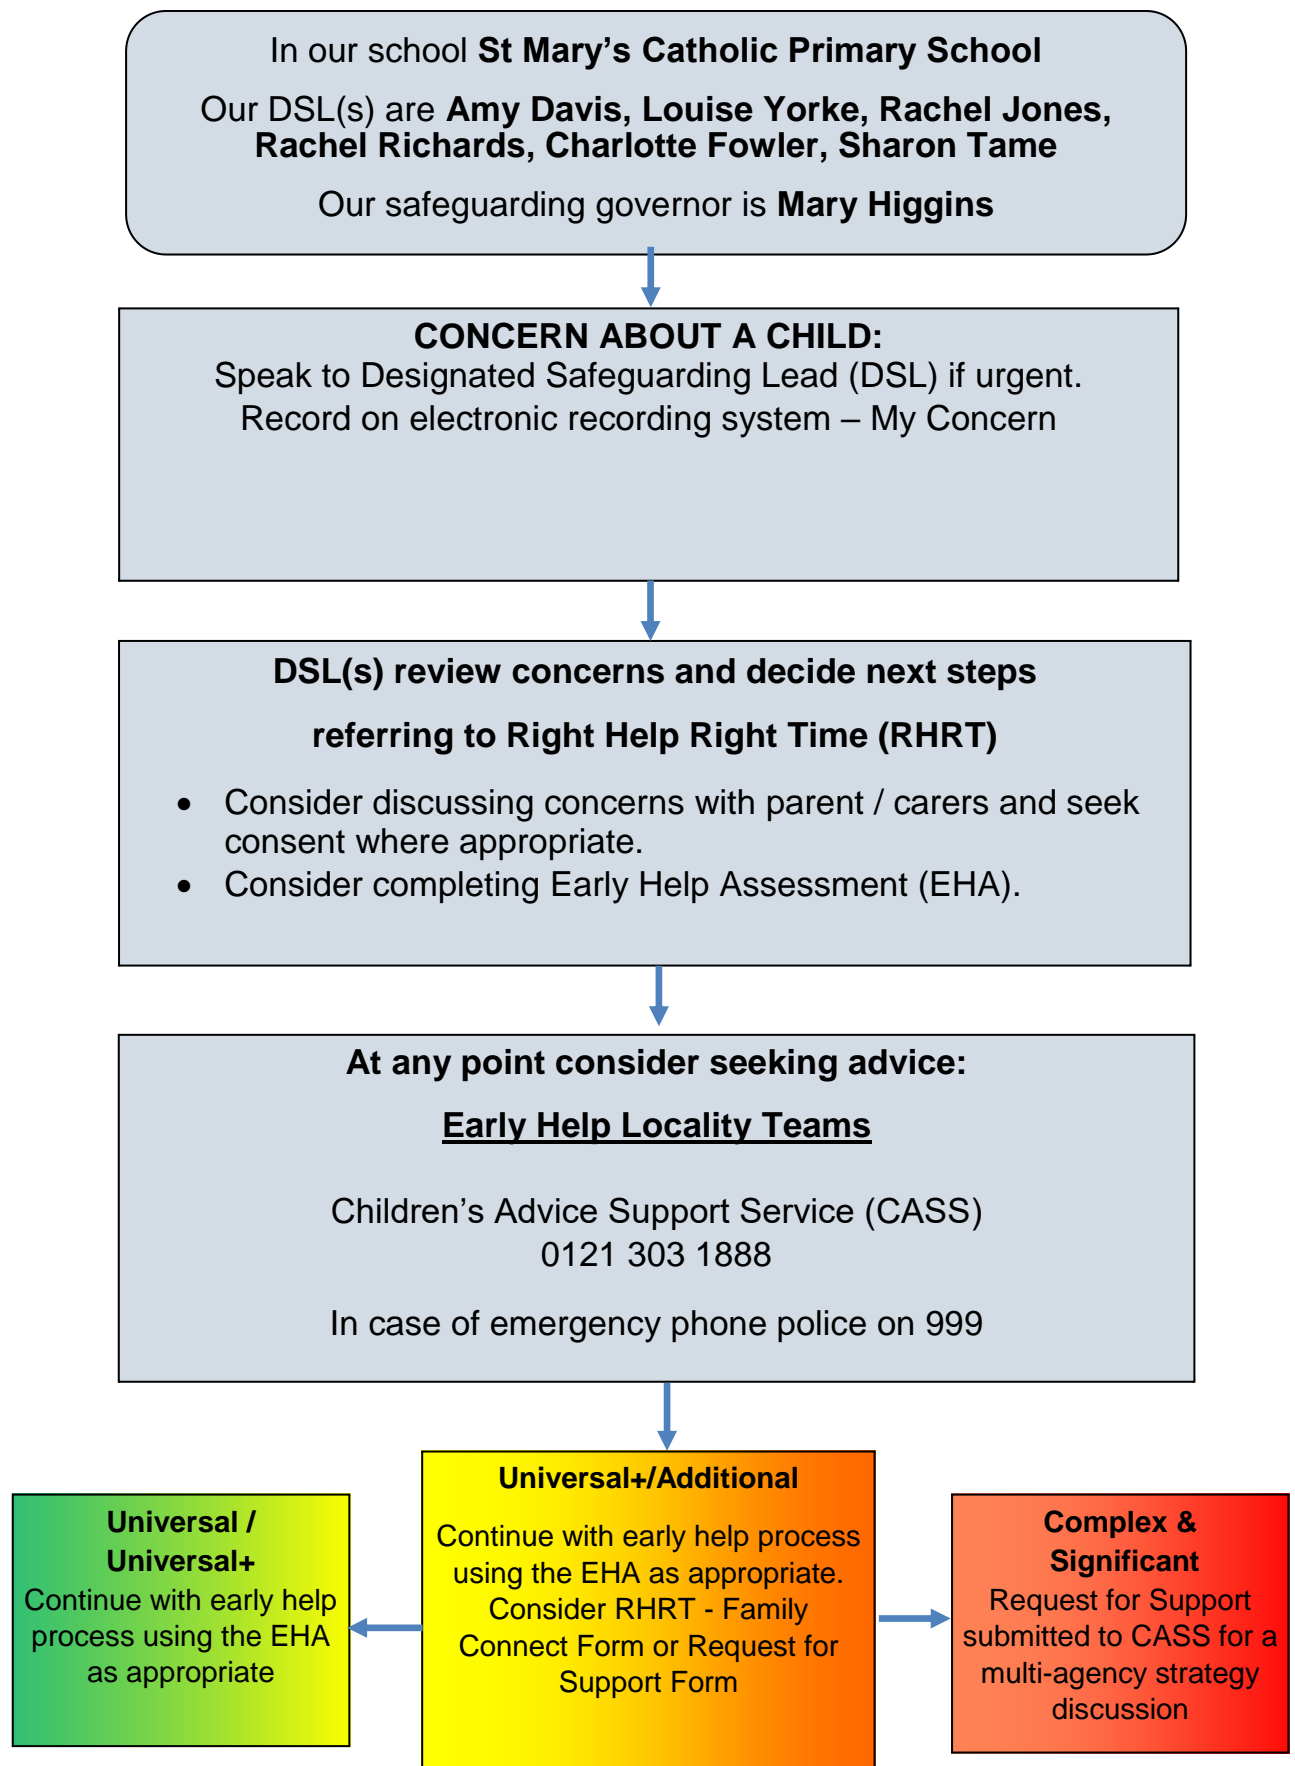 In our school St Mary’s Catholic Primary School
Our DSL(s) are Amy Davis, Louise Yorke, Rachel Jones,
Rachel Richards, Charlotte Fowler, Sharon Tame
Our safeguarding governor is Mary Higgins
CONCERN ABOUT A CHILD:
Speak to Designated Safeguarding Lead (DSL) if urgent.
Record on electronic recording system – My Concern
DSL(s) review concerns and decide next steps
referring to Right Help Right Time (RHRT)
• Consider discussing concerns with parent / carers and seek
consent where appropriate.
• Consider completing Early Help Assessment (EHA).
At any point consider seeking advice:
Early Help Locality Teams
Children’s Advice Support Service (CASS)
0121 303 1888
In case of emergency phone police on 999
Universal /
Universal+
Continue with early help
process using the EHA
as appropriate
Universal+/Additional
Continue with early help process
using the EHA as appropriate.
Consider RHRT - Family
Connect Form or Request for
Support Form
Complex &
Significant
Request for Support
submitted to CASS for a
multi-agency strategy
discussion